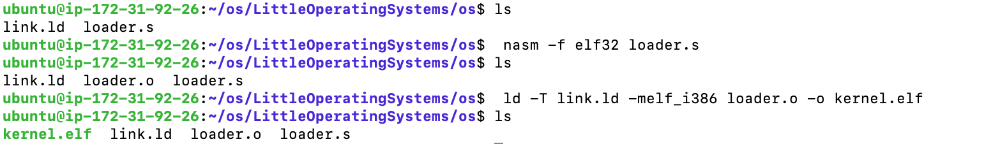 ubuntu@ip-172-31-92-26:~/os/LittleOperatingSystems/os$ ls
link.ld  loader.s
ubuntu@ip-172-31-92-26:~/os/LittleOperatingSystems/os$  nasm -f elf32 loader.s
ubuntu@ip-172-31-92-26:~/os/LittleOperatingSystems/os$ ls
link.ld  loader.o  loader.s
ubuntu@ip-172-31-92-26:~/os/LittleOperatingSystems/os$  ld -T link.ld -melf_i386 loader.o -o kernel.elf
ubuntu@ip-172-31-92-26:~/os/LittleOperatingSystems/os$ ls
kernel.elf  link.ld  loader.o  loader.s